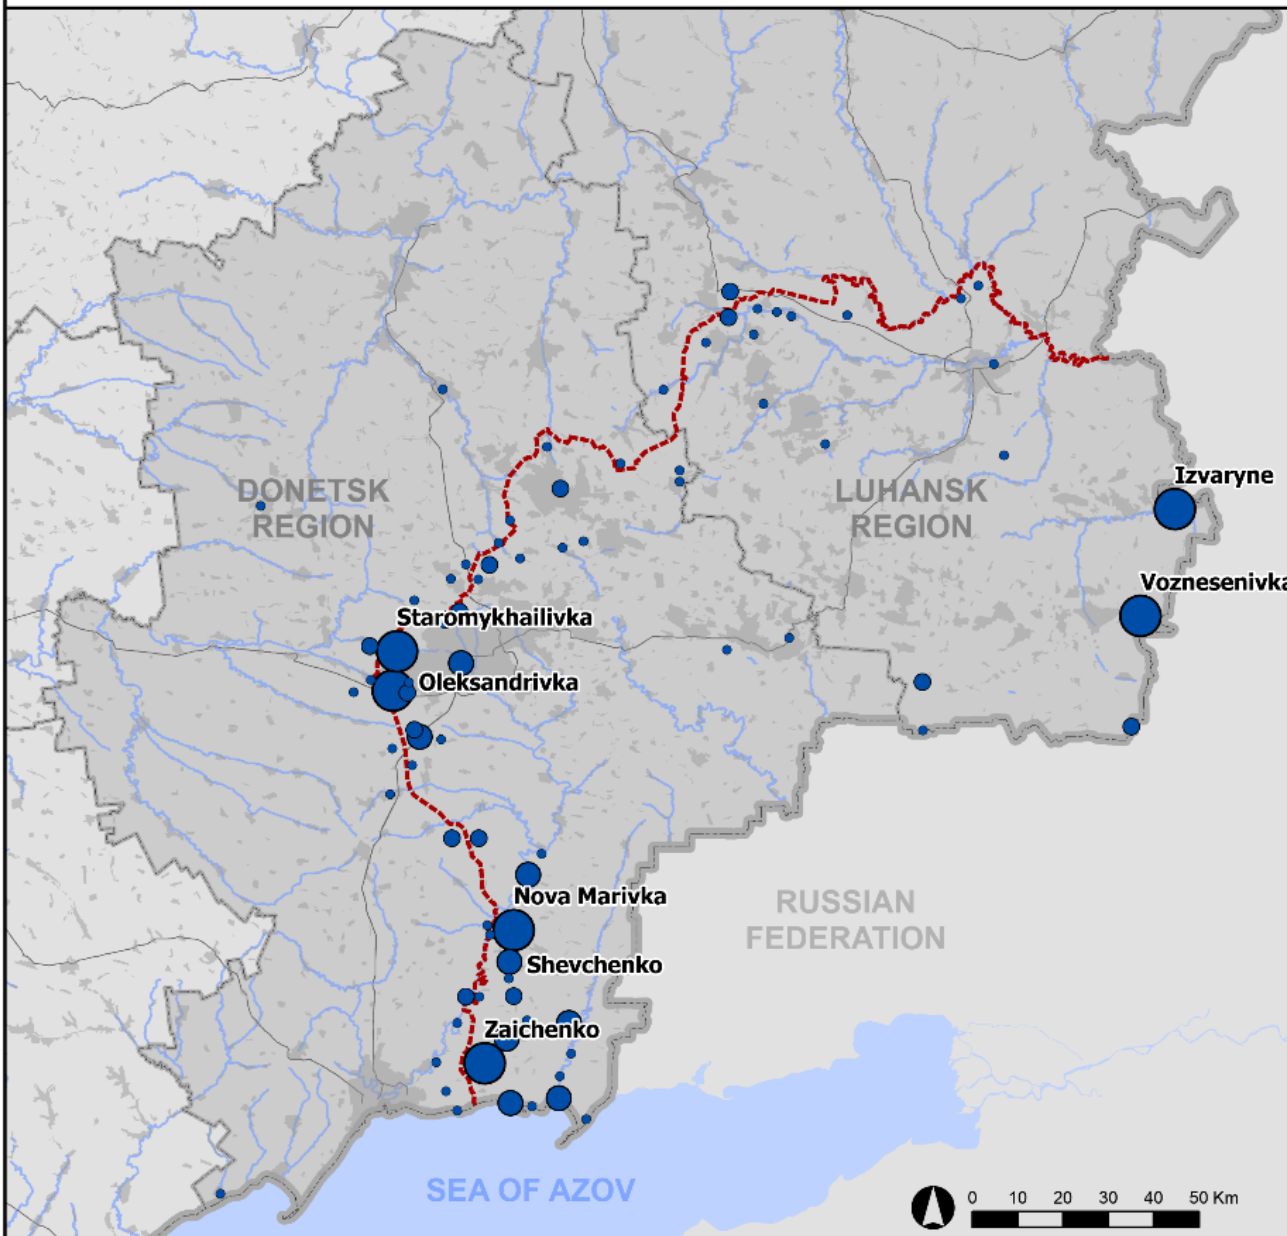 Izvaryne
DONETSK
REGION
LUHANSK
REGION
Voznesenivka
Staromykhailivka
Oleksandrivka
Nova Marivka
RUSSIAN
FEDERATION
Shevchenko
Zaichenko
SEA OF AZOV
0 10 20 30 40 50 Km